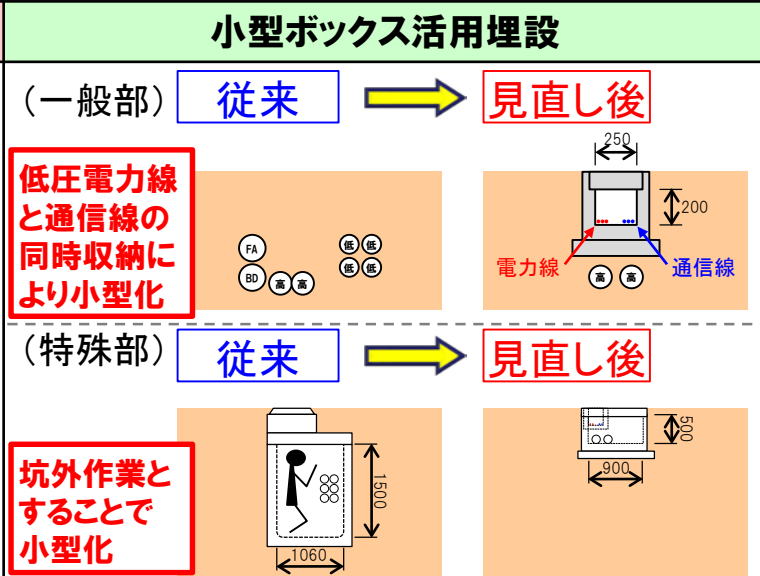 小型ボックス活用埋設
（一般部）
従来
見直し後
低圧電力線
と通信線の
同時収納に
より小型化
FA
BD
高
高
低
低
低
低
250
200
電力線
通信線
高
高
（特殊部）
従来
見直し後
坑外作業と
することで
小型化
1500
1060
500
900